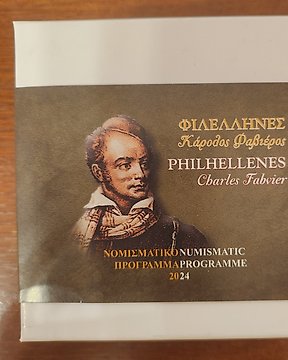 ΦΙΛΕΛΛΗΝΕΣ
Κάρολος Φαβιέρος
PHILHELLENES
Charles Fabvier
ΝΟΜΙΣΜΑΤΙΚΟ NUMISMATIC
ΠΡΟΓΡΑΜΜΑ PROGRAMME
2024